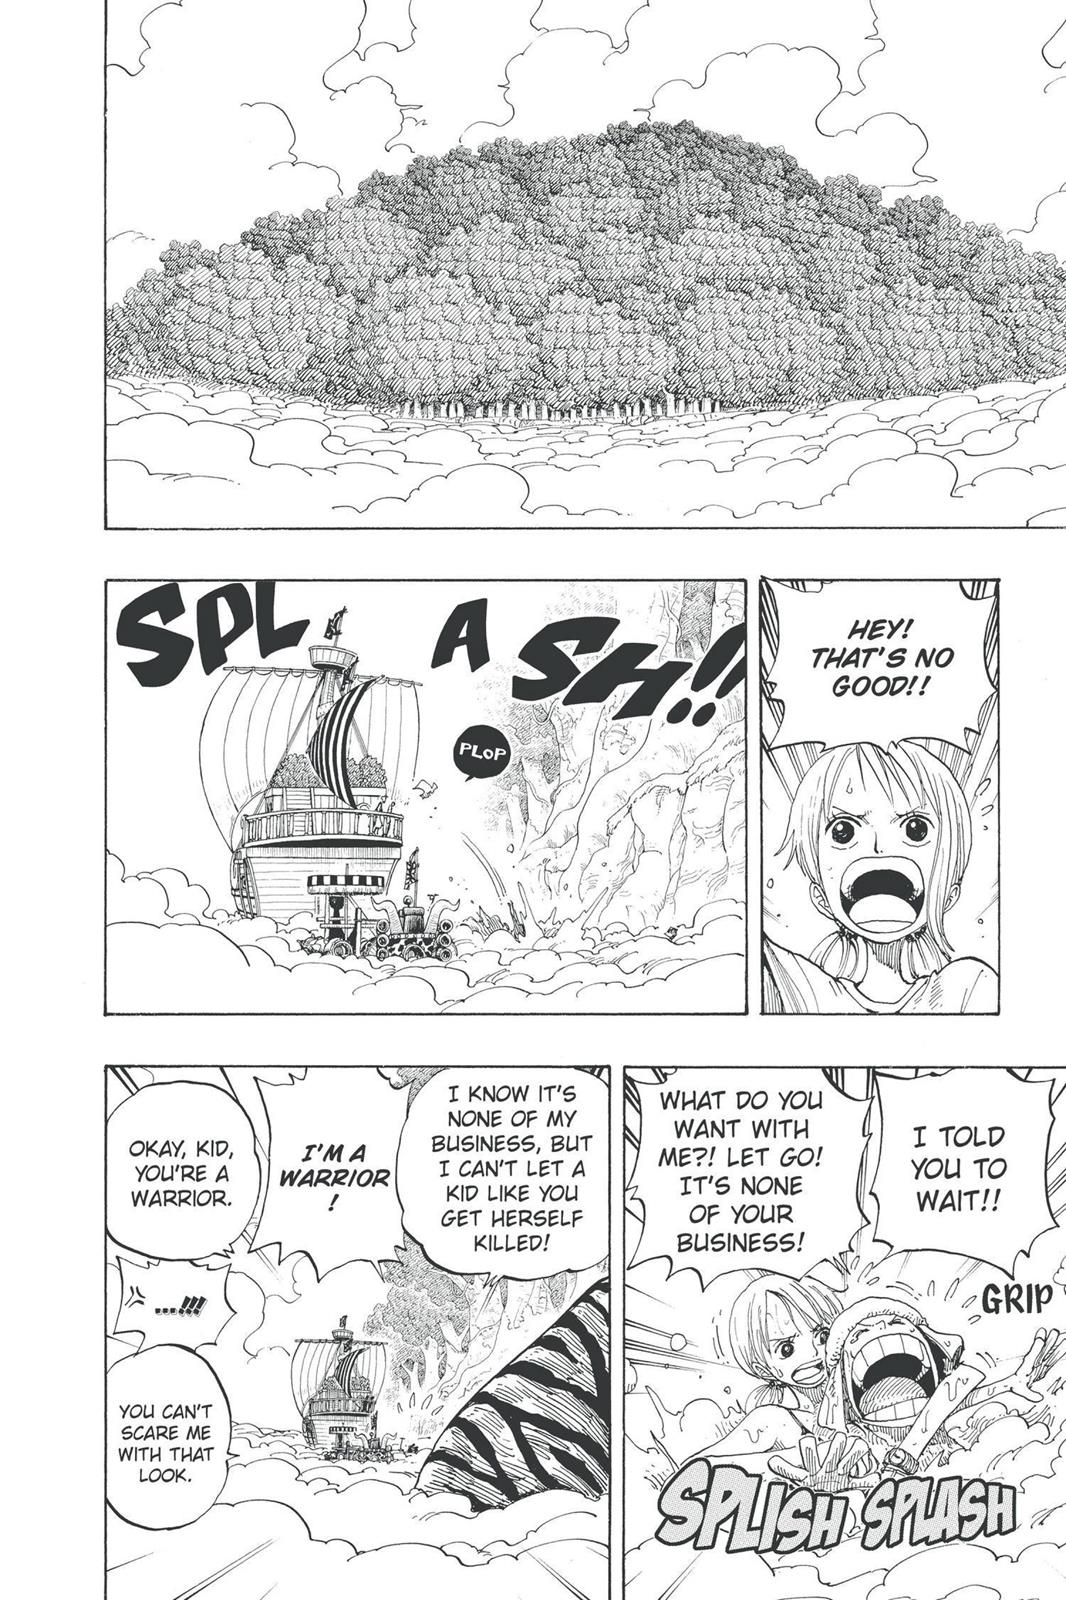 HEY!
THAT'S NO
GOOD!!
SPLASH!!
PLOP
I TOLD
YOU TO
WAIT!!
WHAT DO YOU
WANT WITH
ME?! LET GO!
IT'S NONE
OF YOUR
BUSINESS!
GRIP
SPLISH SPLASH
I KNOW IT'S
NONE OF MY
BUSINESS, BUT
I CAN'T LET A
KID LIKE YOU
GET HERSELF
KILLED!
I'M A
WARRIOR
!
OKAY, KID,
YOU'RE A
WARRIOR.
...!!!
YOU CAN'T
SCARE ME
WITH THAT
LOOK.